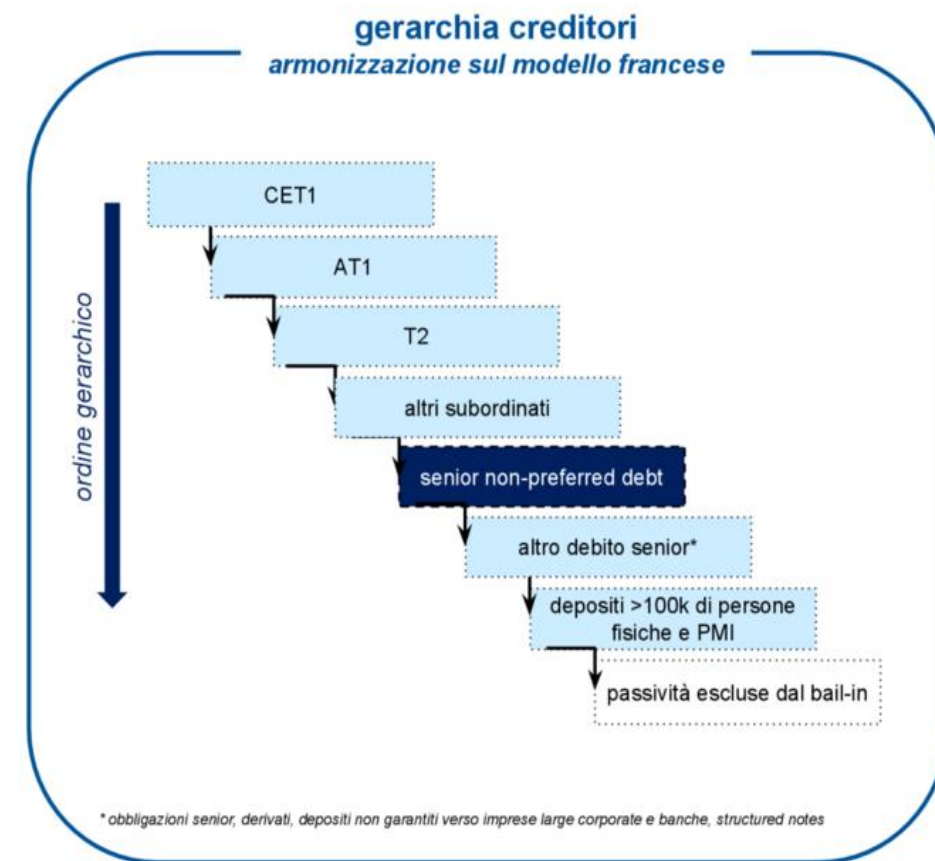 gerarchia creditori
armonizzazione sul modello francese
ordine gerarchico
CET1
AT1
T2
altri subordinati
senior non-preferred debt
altro debito senior*
depositi >100k di persone
fisiche e PMI
passività escluse dal bail-in
* obbligazioni senior, derivati, depositi non garantiti verso imprese large corporate e banche, structured notes